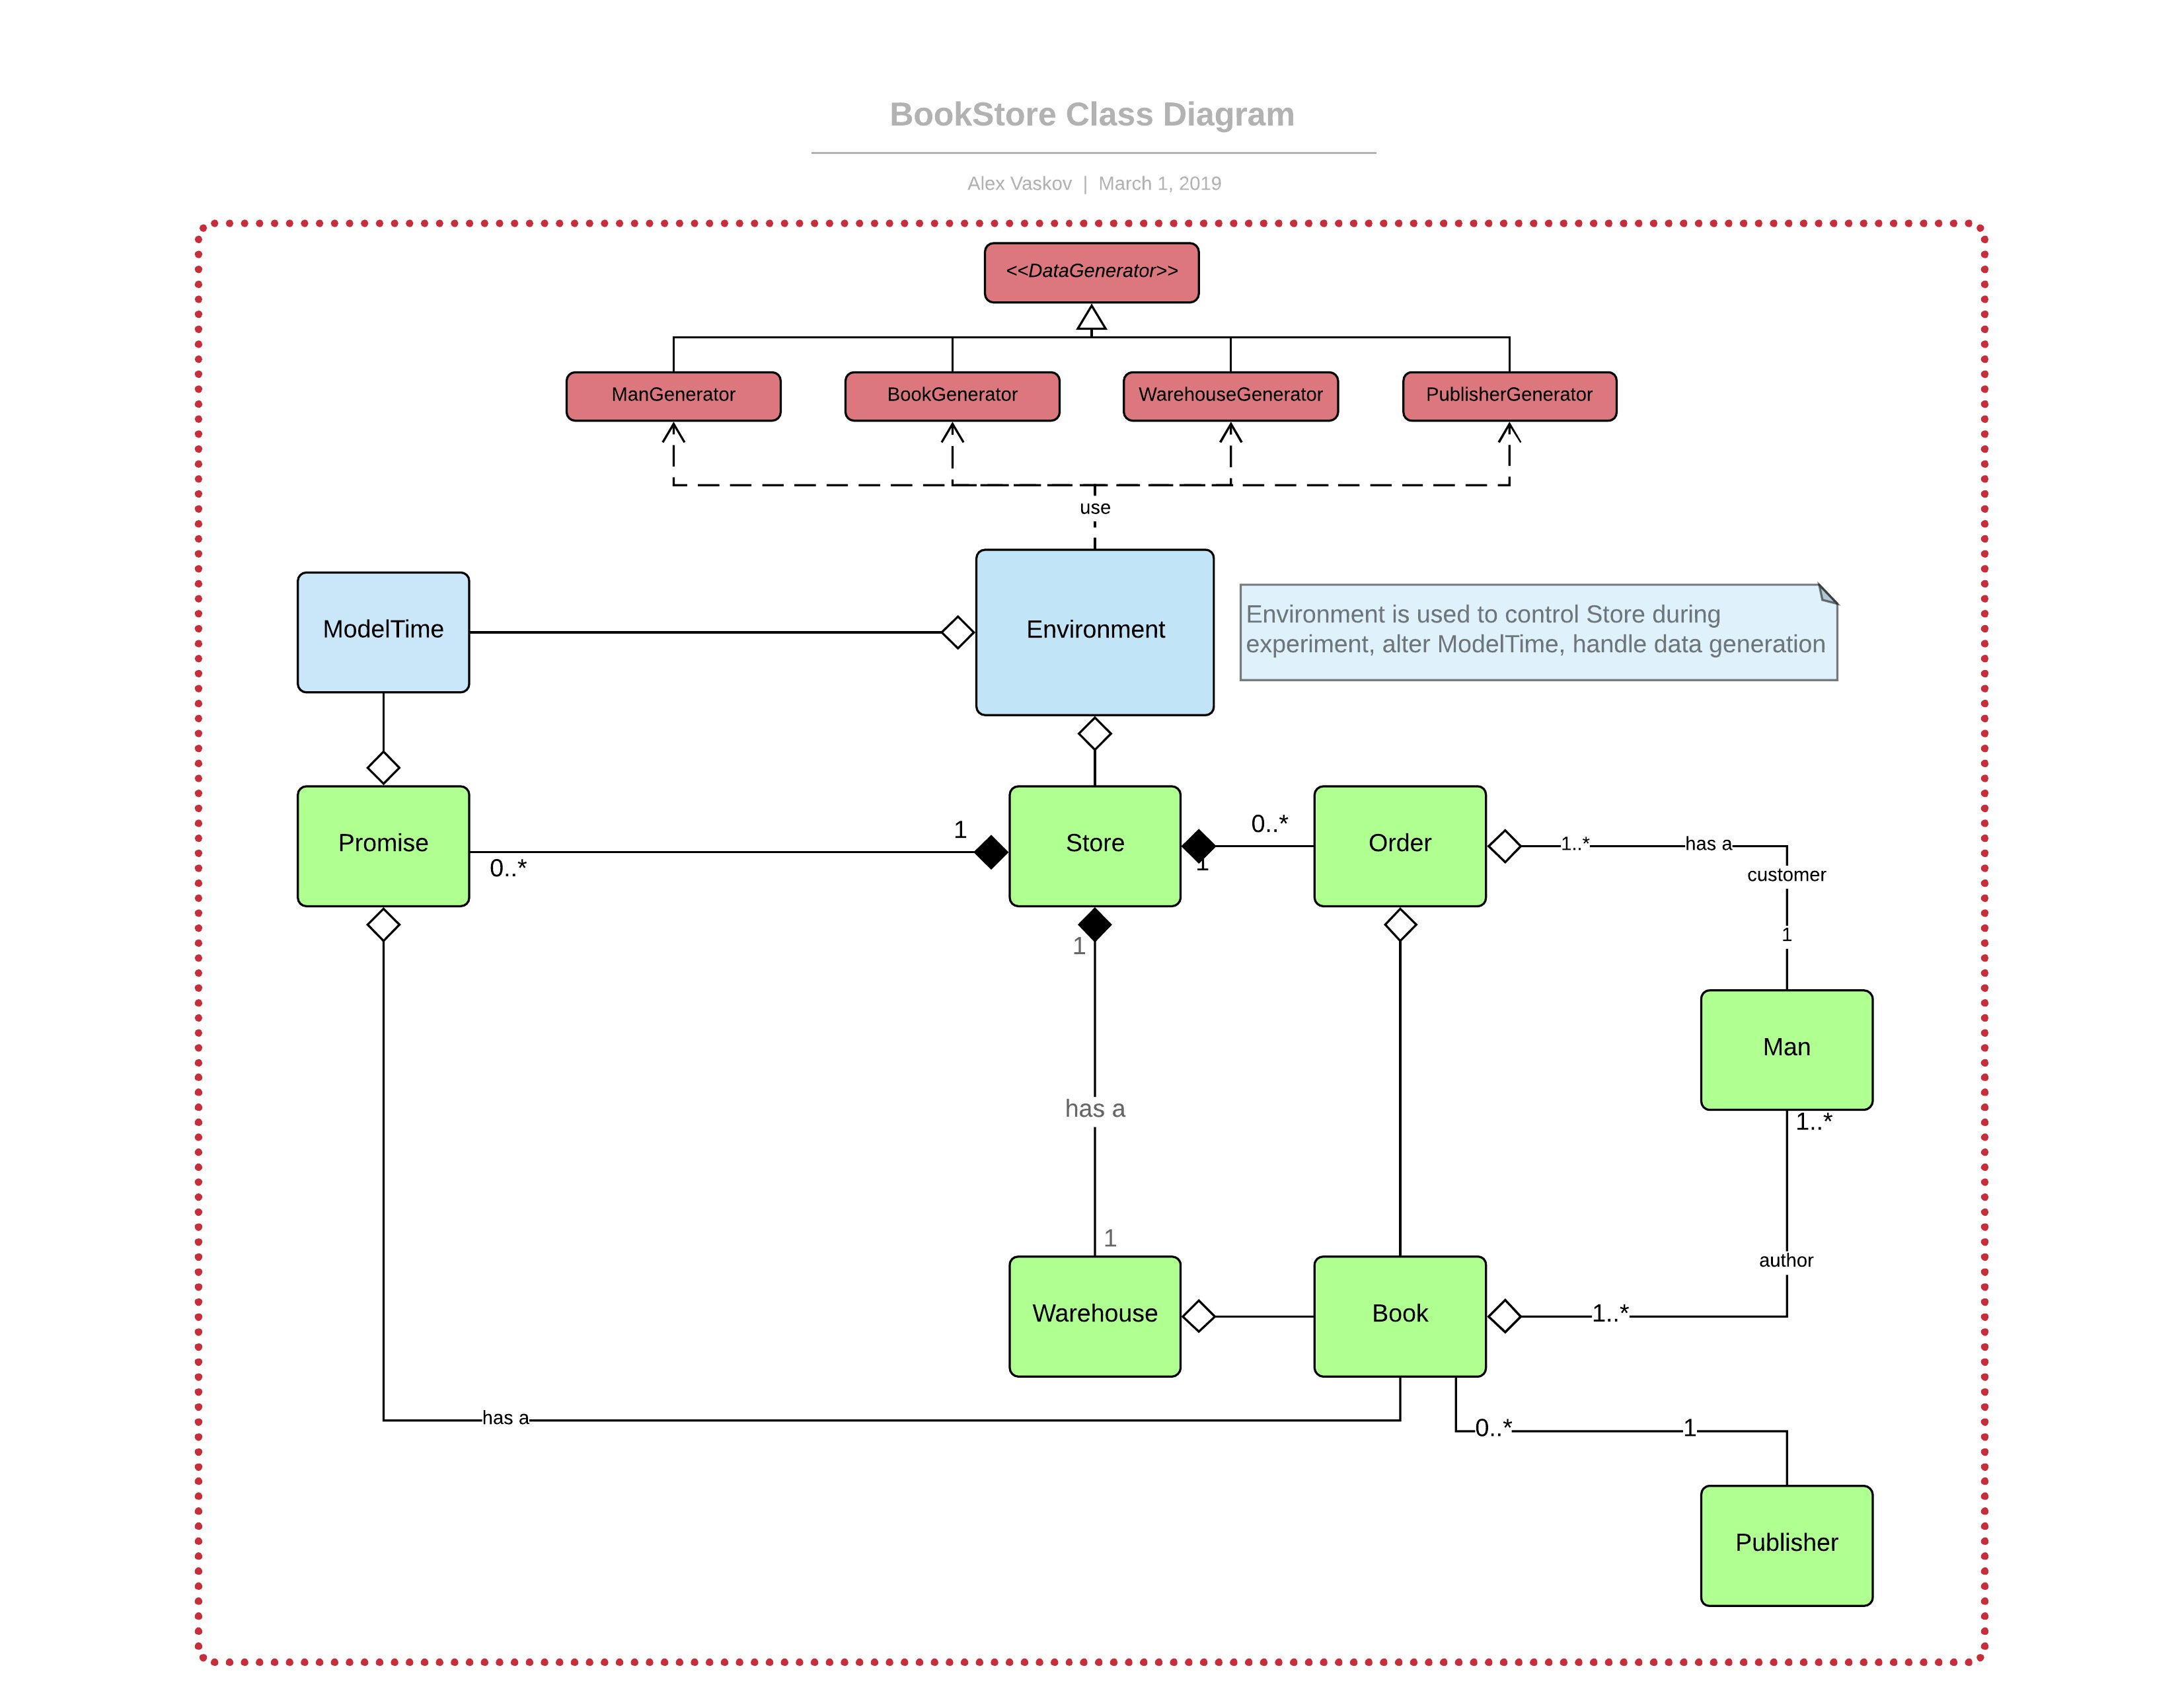 BookStore Class Diagram
Alex Vaskov | March 1, 2019
<<DataGenerator>>
ManGenerator
BookGenerator
WarehouseGenerator
PublisherGenerator
use
ModelTime
Environment
Environment is used to control Store during
experiment, alter ModelTime, handle data generation
Promise
0..*
1
Store
1
0..*
Order
1..*
has a
customer
1
1
Man
1..*
has a
author
1
Warehouse
Book
1..*
has a
0..*
1
Publisher